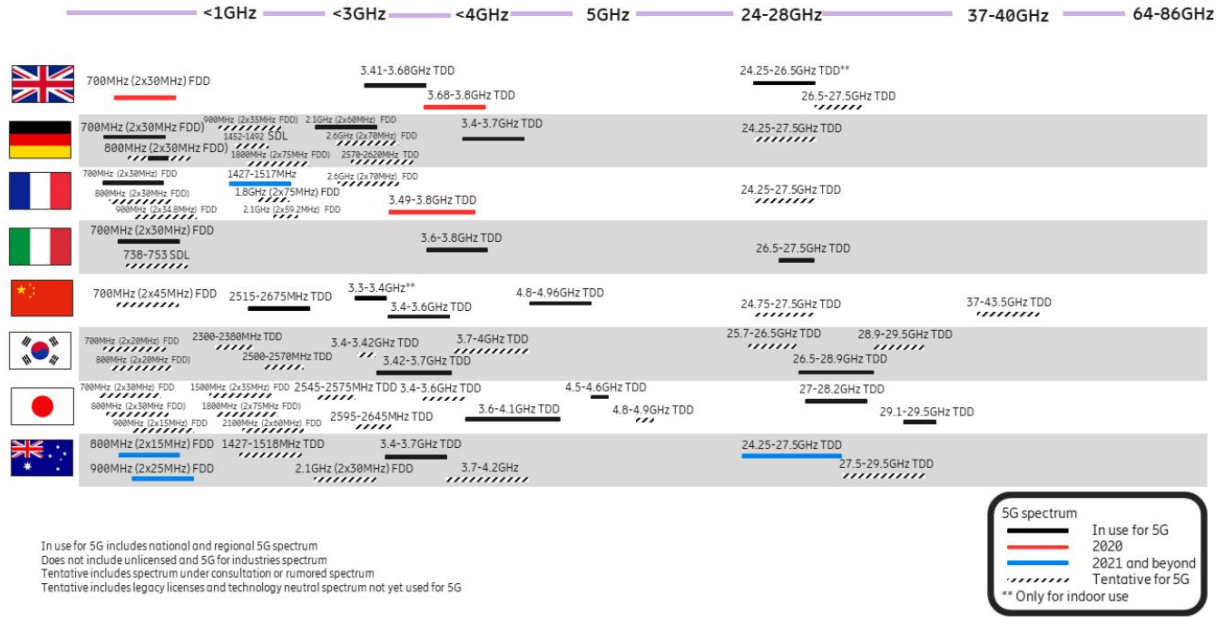 <1GHz <3GHz <4GHz 5GHz 24-28GHz 37-40GHz 64-86GHz
700MHz (2x30MHz) FDD
3.41-3.68GHz TDD
3.68-3.8GHz TDD
24.25-26.5GHz TDD**
26.5-27.5GHz TDD
700MHz (2x30MHz FDD)
900MHz (2x35MHz FDD)
2.1GHz (2x60MHz) FDD
3.4-3.7GHz TDD
24.25-27.5GHz TDD
1452-1492 SDL
2.6GHz (2x70MHz) FDD
800MHz (2x30MHz FDD)
1800MHz (2x75MHz FDD)
2570-2620MHz TDD
700MHz (2x30MHz) FDD
1427-1517MHz
2.6GHz (2x70MHz) FDD
800MHz (2x30MHz FDD)
1.8GHz (2x75MHz) FDD
24.25-27.5GHz TDD
900MHz (2x34.8MHz) FDD
2.1GHz (2x59.2MHz) FDD
3.49-3.8GHz TDD
700MHz (2x30MHz) FDD
3.6-3.8GHz TDD
26.5-27.5GHz TDD
738-753 SDL
700MHz (2x45MHz) FDD
2515-2675MHz TDD
3.3-3.4GHz**
3.4-3.6GHz TDD
4.8-4.96GHz TDD
24.75-27.5GHz TDD
37-43.5GHz TDD
700MHz (2x20MHz) FDD
2300-2380MHz TDD
3.4-3.42GHz TDD
3.7-4GHz TDD
25.7-26.5GHz TDD
28.9-29.5GHz TDD
800MHz (2x20MHz) FDD
2500-2570MHz TDD
3.42-3.7GHz TDD
26.5-28.9GHz TDD
700MHz (2x30MHz) FDD
1500MHz (2x35MHz) FDD
2545-2575MHz TDD
3.4-3.6GHz TDD
4.5-4.6GHz TDD
27-28.2GHz TDD
800MHz (2x30MHz FDD)
1800MHz (2x75MHz) FDD)
3.6-4.1GHz TDD
4.8-4.9GHz TDD
29.1-29.5GHz TDD
900MHz (2x15MHz) FDD
2100MHz (2x60MHz) FDD
2595-2645MHz TDD
800MHz (2x15MHz) FDD
1427-1518MHz TDD
3.4-3.7GHz TDD
24.25-27.5GHz TDD
900MHz (2x25MHz) FDD
2.1GHz (2x30MHz) FDD
3.7-4.2GHz
27.5-29.5GHz TDD
In use for 5G includes national and regional 5G spectrum
Does not include unlicensed and 5G for industries spectrum
Tentative includes spectrum under consultation or rumored spectrum
Tentative includes legacy licenses and technology neutral spectrum not yet used for 5G
5G spectrum
In use for 5G
2020
2021 and beyond
Tentative for 5G
** Only for indoor use